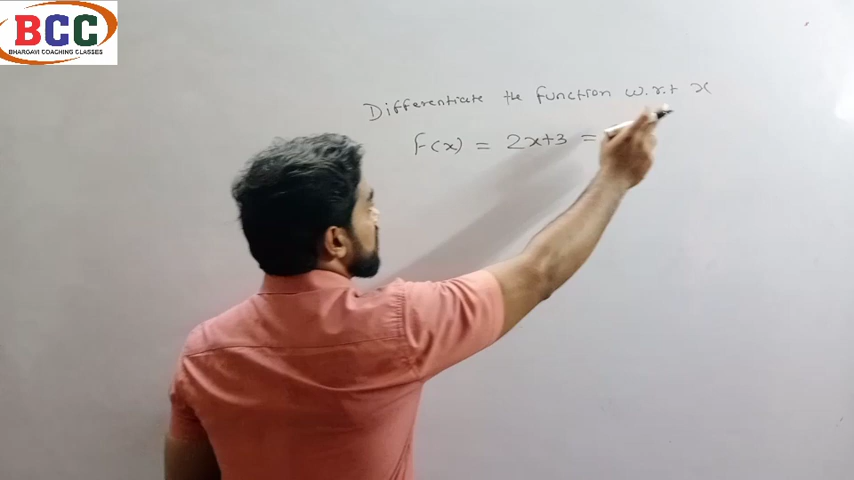 BCC
BHARGAVI COACHING CLASSES
Differentiate the function w.r.t x
f(x) = 2x+3 =